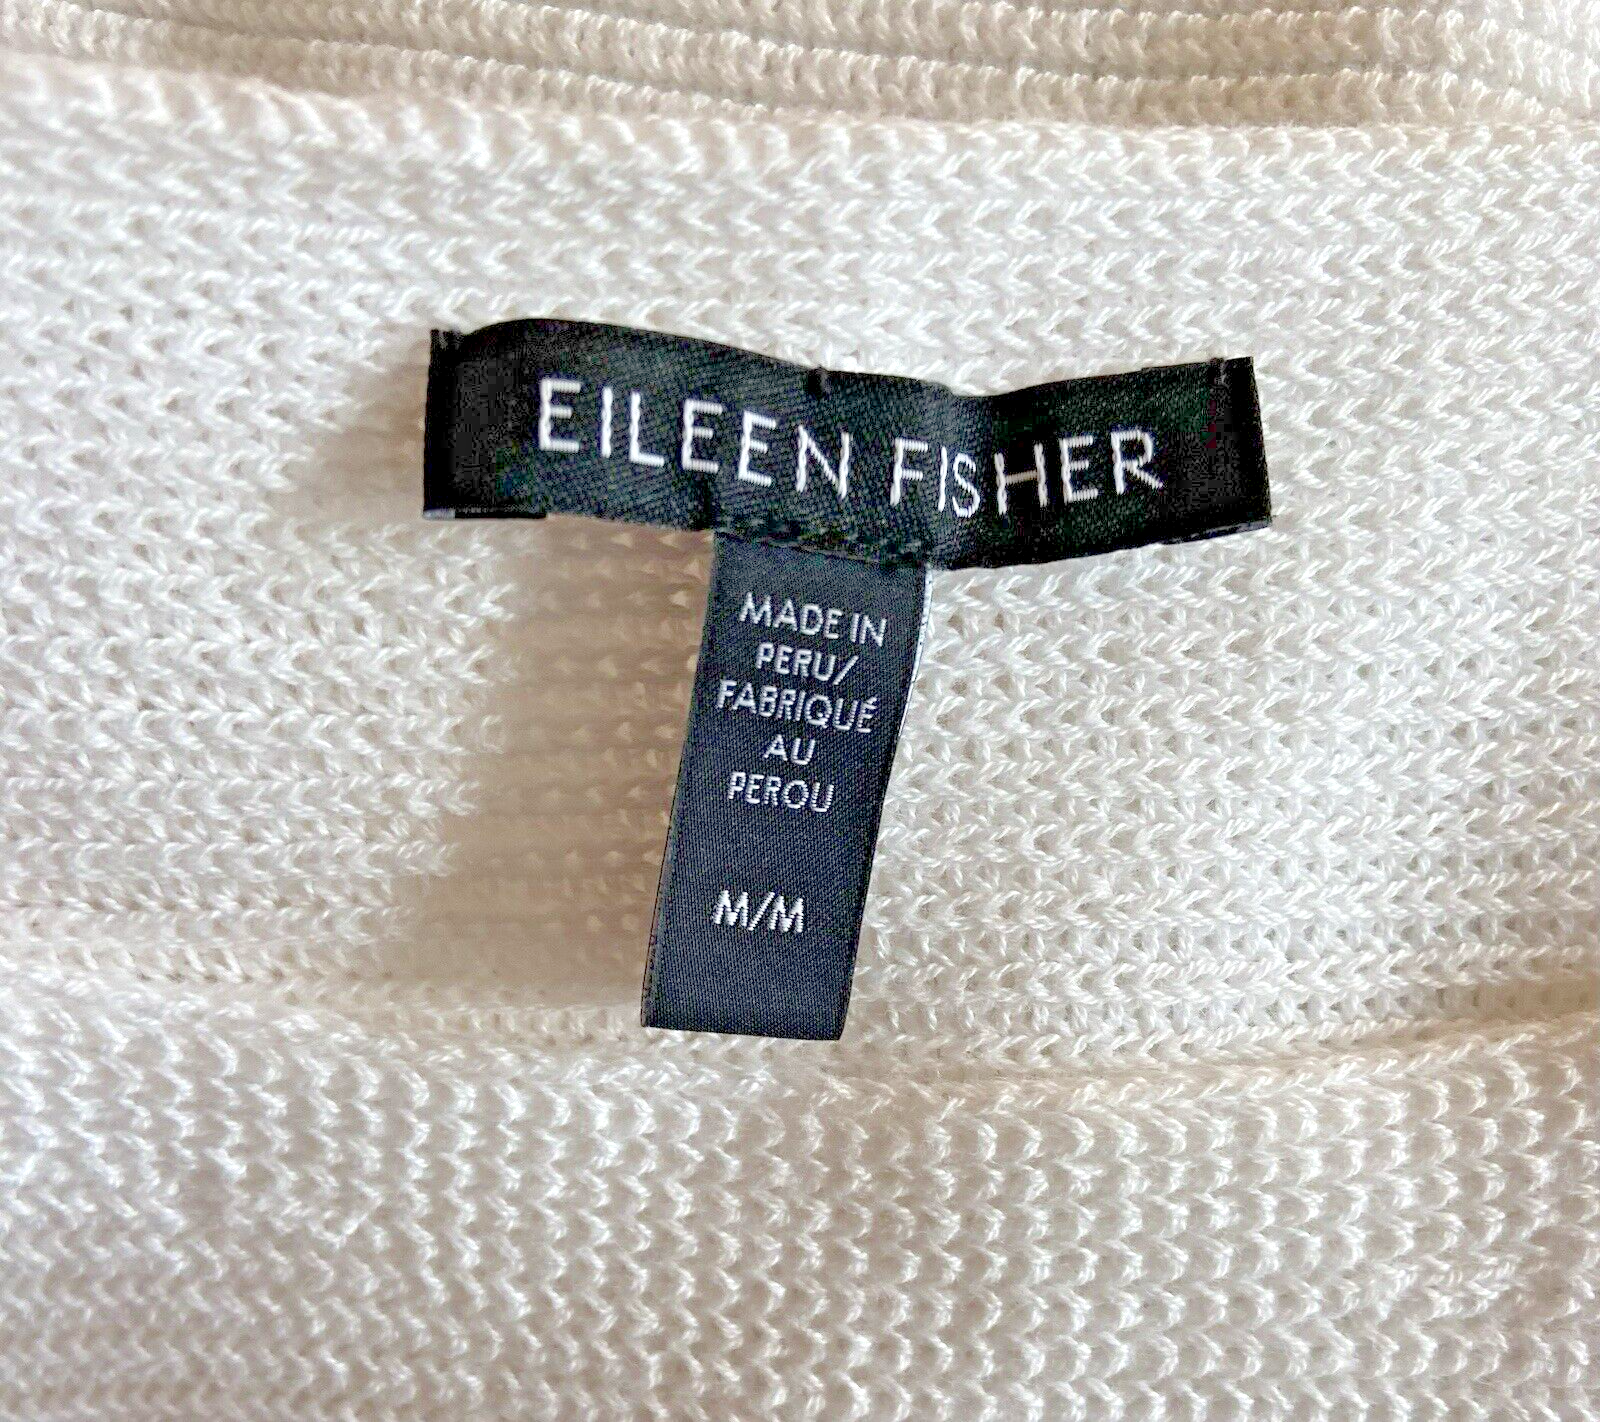 EILEEN FISHER
MADE IN
PERU/
FABRIQUÉ
AU
PEROU
M/M